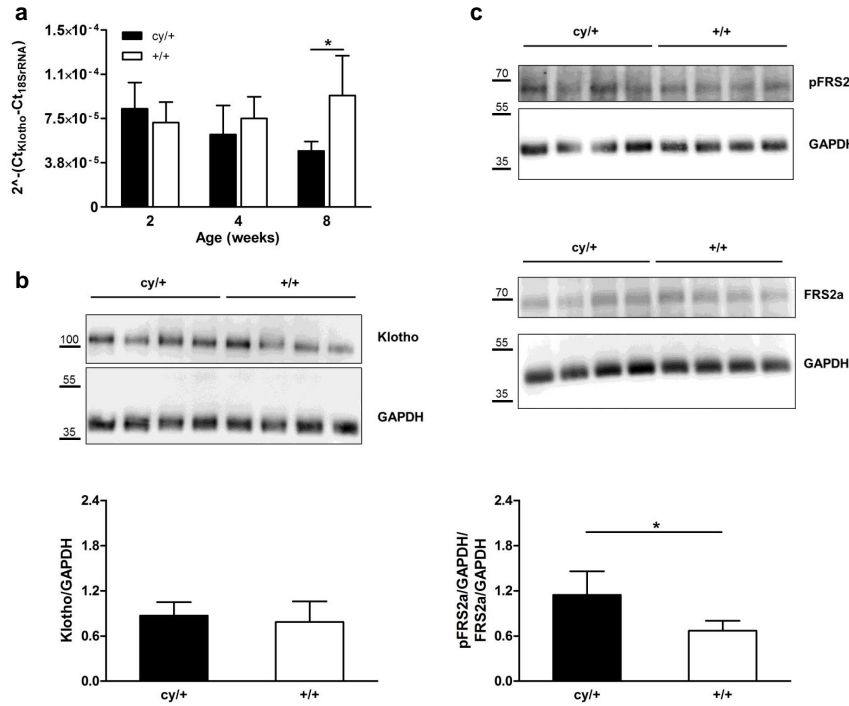 a
2^-(CtKlotho-Ct18SrRNA)
1.5×10⁻⁴
1.1×10⁻⁴
7.5×10⁻⁵
3.8×10⁻⁵
0
cy/+
+/+
*
2 4 8
Age (weeks)
b
cy/+ +/+
100
Klotho
55
35
GAPDH
Klotho/GAPDH
2.4
1.8
1.2
0.6
0.0
cy/+ +/+
c
cy/+ +/+
70
pFRS2
55
35
GAPDH
cy/+ +/+
70
FRS2a
55
35
GAPDH
pFRS2a/GAPDH/
FRS2a/GAPDH
2.4
1.8
1.2
0.6
0.0
*
cy/+ +/+